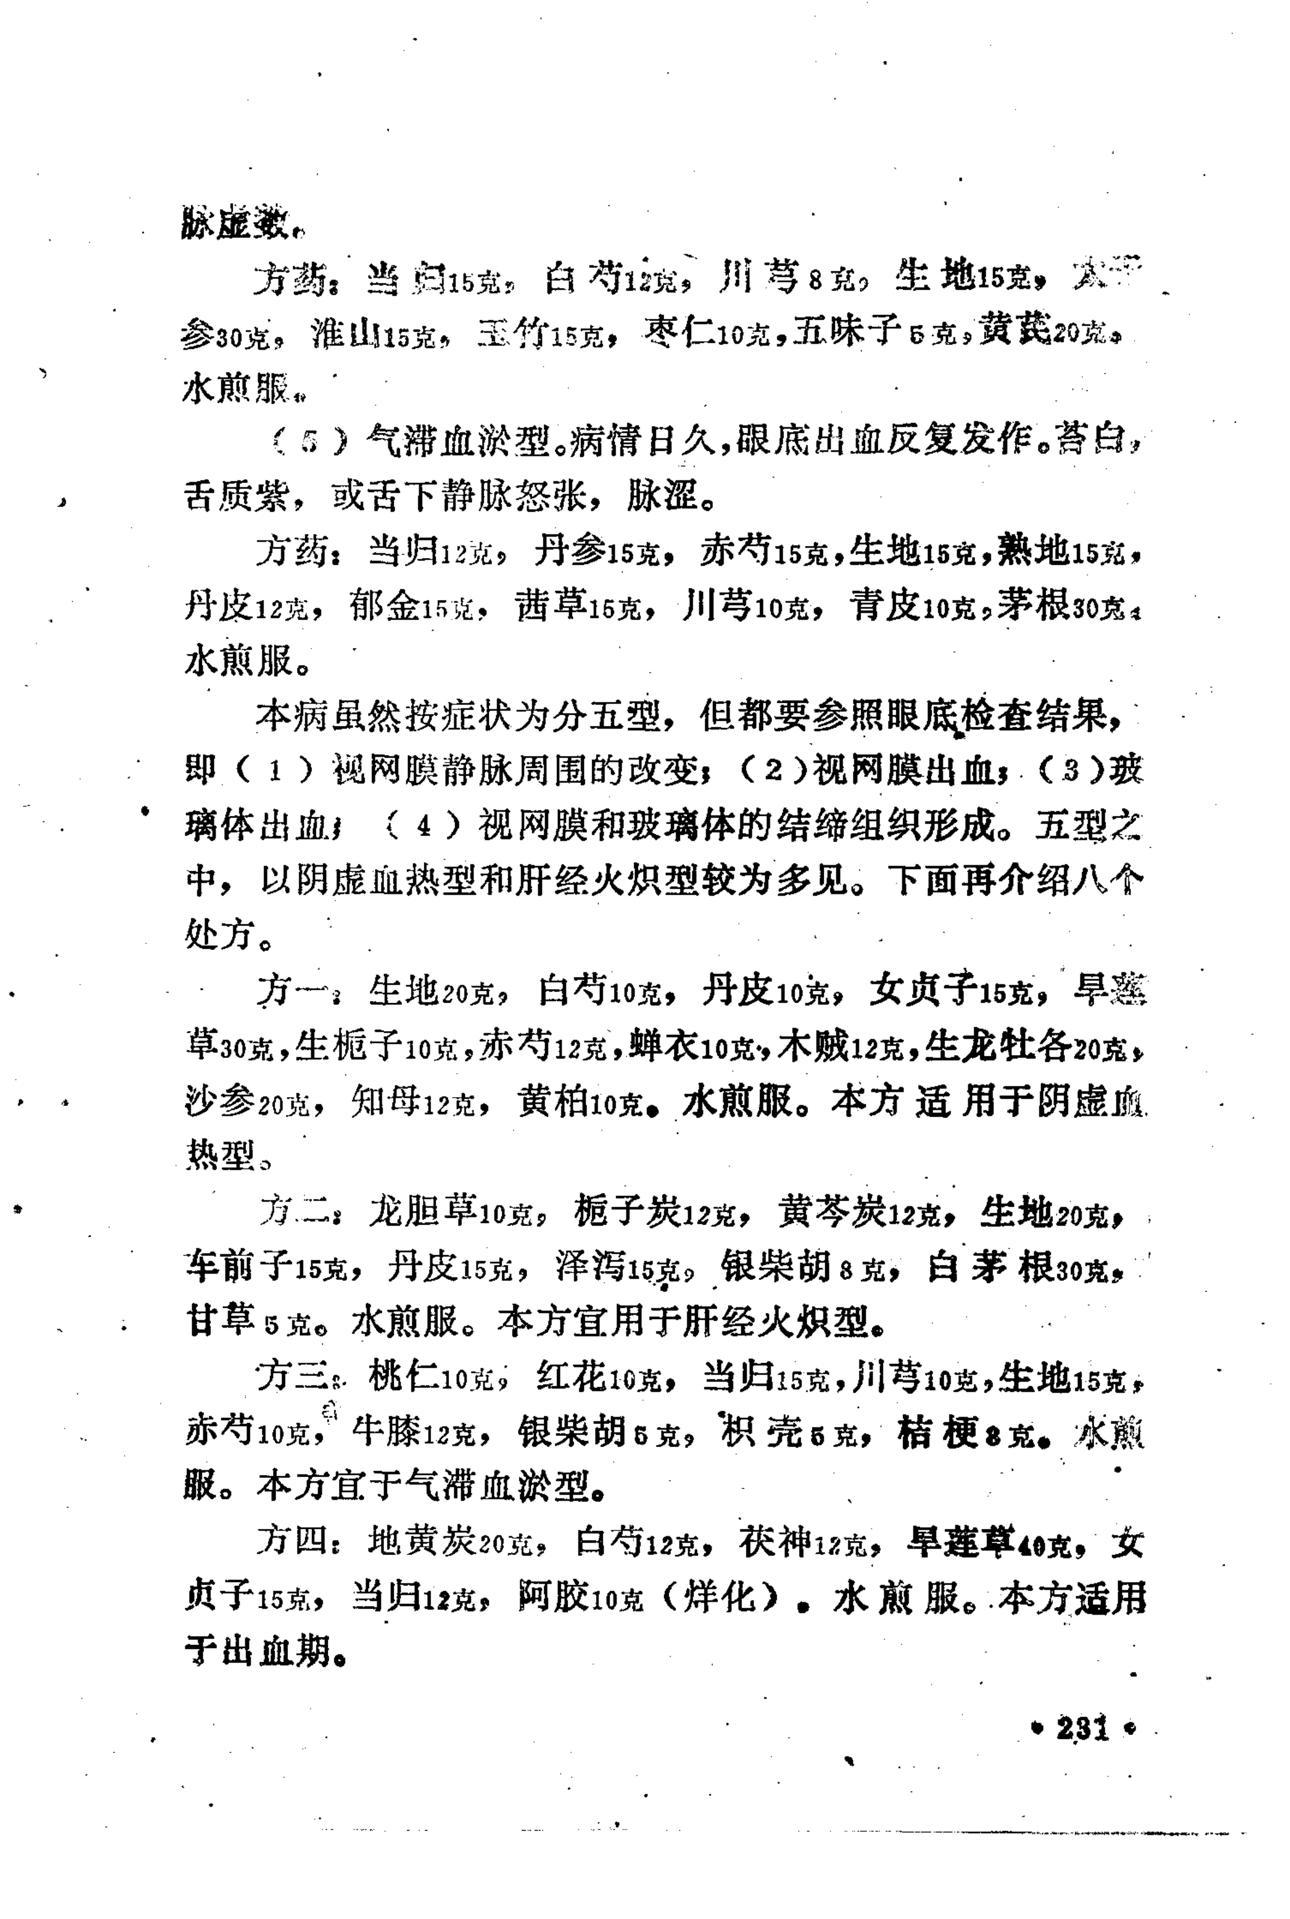 脉虚数。
方药：当归15克，白芍12克，川芎8克，生地15克，太子
参30克，淮山15克，玉竹15克，枣仁10克，五味子5克，黄芪20克。
水煎服。
（5）气滞血淤型。病情日久，眼底出血反复发作。苔白，
舌质紫，或舌下静脉怒张，脉涩。
方药：当归12克，丹参15克，赤芍15克，生地15克，熟地15克，
丹皮12克，郁金15克，茜草15克，川芎10克，青皮10克，茅根30克。
水煎服。
本病虽然按症状为分五型，但都要参照眼底检查结果，
即（1）视网膜静脉周围的改变；（2）视网膜出血；（3）玻
璃体出血；（4）视网膜和玻璃体的结缔组织形成。五型之
中，以阴虚血热型和肝经火炽型较为多见。下面再介绍八个
处方。
方一：生地20克，白芍10克，丹皮10克，女贞子15克，旱莲
草30克，生栀子10克，赤芍12克，蝉衣10克，木贼12克，生龙牡各20克，
沙参20克，知母12克，黄柏10克。水煎服。本方适用于阴虚血
热型。
方二：龙胆草10克，栀子炭12克，黄芩炭12克，生地20克，
车前子15克，丹皮15克，泽泻15克，银柴胡8克，白茅根30克，
甘草5克。水煎服。本方宜用于肝经火炽型。
方三：桃仁10克，红花10克，当归15克，川芎10克，生地15克，
赤芍10克，牛膝12克，银柴胡5克，枳壳5克，桔梗8克。水煎
服。本方宜于气滞血淤型。
方四：地黄炭20克，白芍12克，茯神12克，旱莲草40克，女
贞子15克，当归12克，阿胶10克（烊化）。水煎服。本方适用
于出血期。
• 231 •